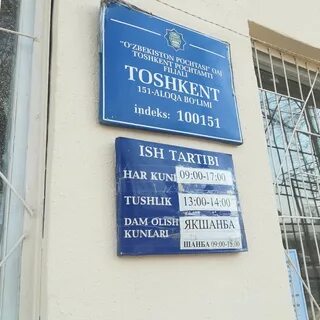 "O'ZBEKISTON POCHTASI" OAJ
TOSHKENT POCHTAMTI
FILIALI
TOSHKENT
151-ALOQA BO'LIMI
indeks: 100151
ISH TARTIBI
HAR KUNI 09:00-17:00
TUSHLIK 13:00-14:00
DAM OLISH KUNLARI ЯКШАНБА
ШАНБА 09:00-15:00